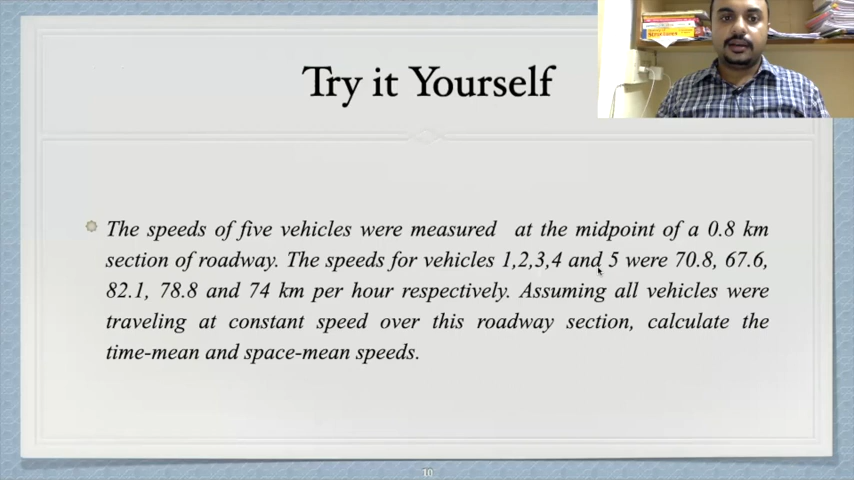 Try it Yourself
The speeds of five vehicles were measured at the midpoint of a 0.8 km
section of roadway. The speeds for vehicles 1,2,3,4 and 5 were 70.8, 67.6,
82.1, 78.8 and 74 km per hour respectively. Assuming all vehicles were
traveling at constant speed over this roadway section, calculate the
time-mean and space-mean speeds.
10